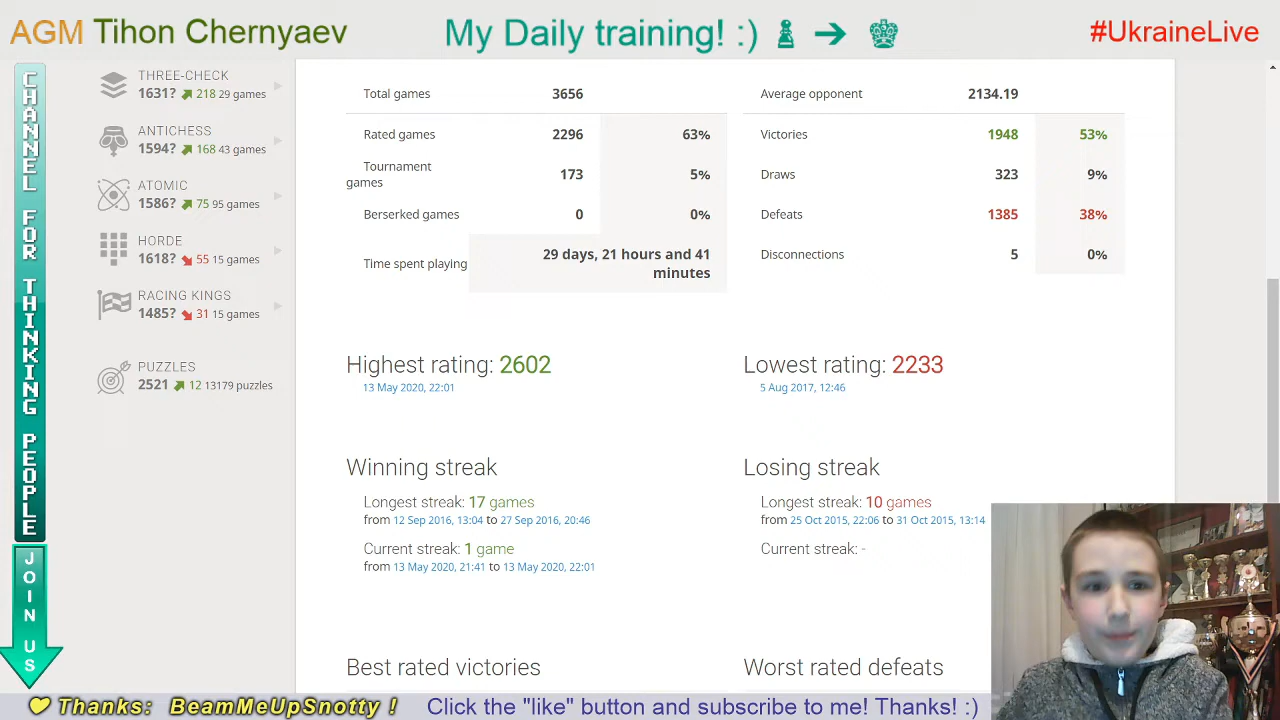 AGM Tihon Chernyaev
My Daily training! :) ♟ → ♚
#UkraineLive
CHANNEL FOR THINKING PEOPLE
JOIN US
THREE-CHECK
1631? 218 29 games
ANTICHESS
1594? 168 43 games
ATOMIC
1586? 75 95 games
HORDE
1618? 55 15 games
RACING KINGS
1485? 31 15 games
PUZZLES
2521 12 13179 puzzles
Total games 3656
Rated games 2296 63%
Tournament
games 173 5%
Berserked games 0 0%
Time spent playing 29 days, 21 hours and 41
minutes
Average opponent 2134.19
Victories 1948 53%
Draws 323 9%
Defeats 1385 38%
Disconnections 5 0%
Highest rating: 2602
13 May 2020, 22:01
Lowest rating: 2233
5 Aug 2017, 12:46
Winning streak
Longest streak: 17 games
from 12 Sep 2016, 13:04 to 27 Sep 2016, 20:46
Current streak: 1 game
from 13 May 2020, 21:41 to 13 May 2020, 22:01
Losing streak
Longest streak: 10 games
from 25 Oct 2015, 22:06 to 31 Oct 2015, 13:14
Current streak: -
Best rated victories
Worst rated defeats
Thanks: BeamMeUpSnotty !
Click the "like" button and subscribe to me! Thanks! :)